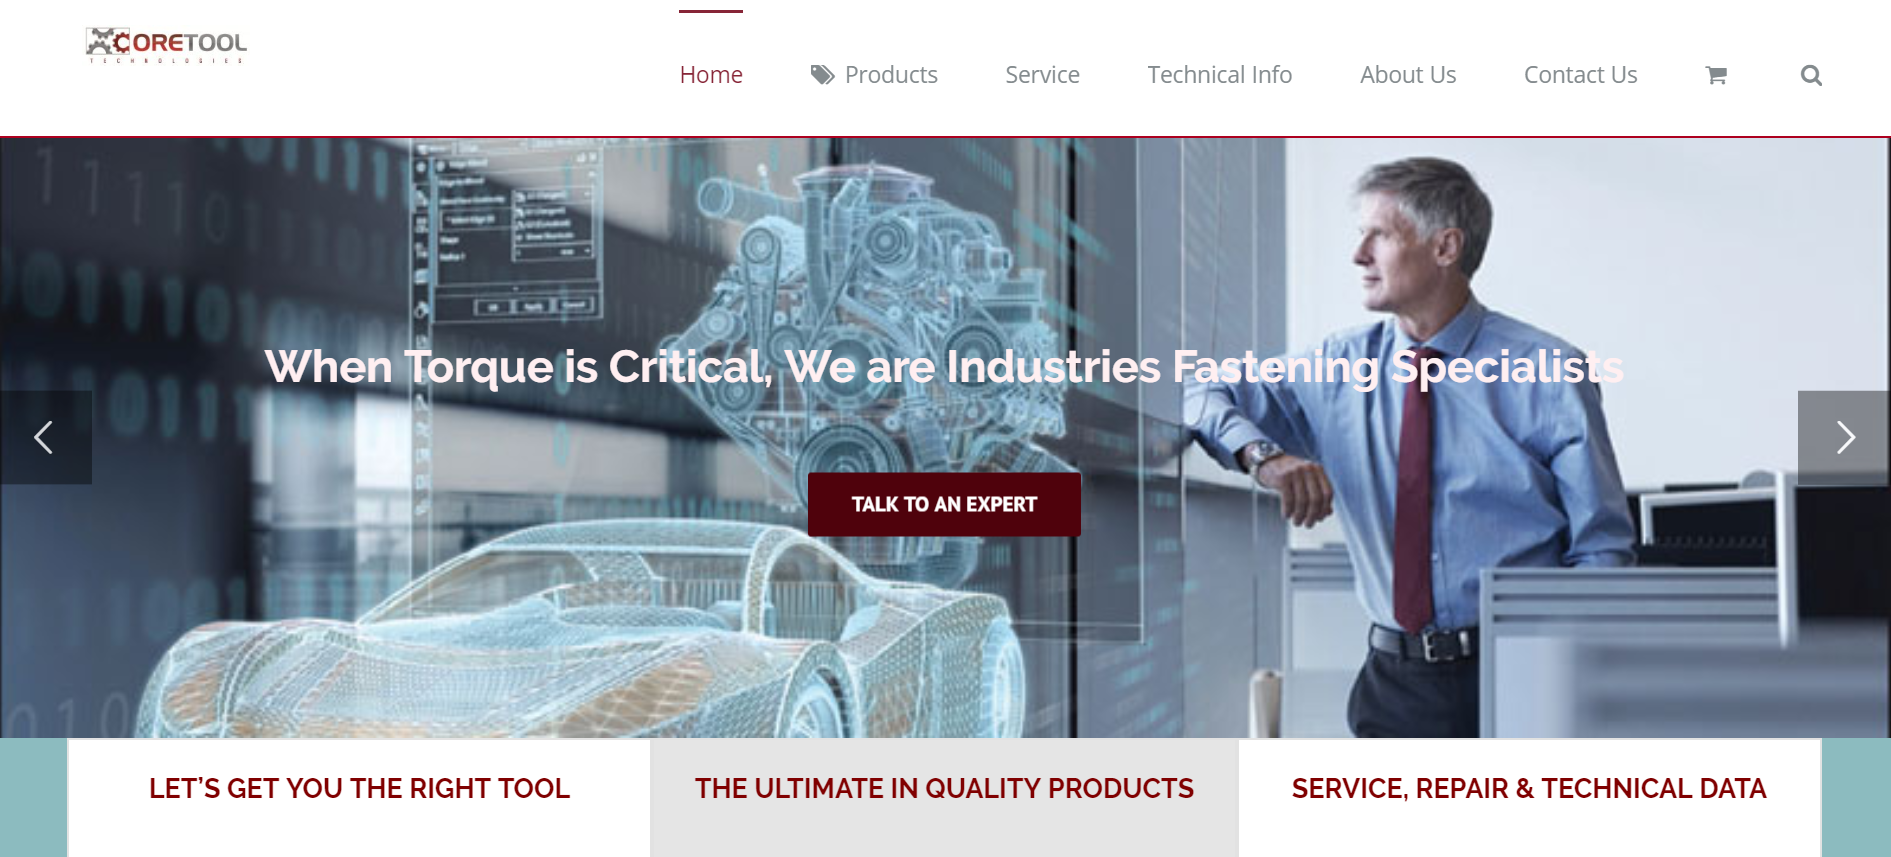 CORETOOL
TECHNOLOGIES
Home Products Service Technical Info About Us Contact Us
When Torque is Critical, We are Industries Fastening Specialists
TALK TO AN EXPERT
LET’S GET YOU THE RIGHT TOOL
THE ULTIMATE IN QUALITY PRODUCTS
SERVICE, REPAIR & TECHNICAL DATA